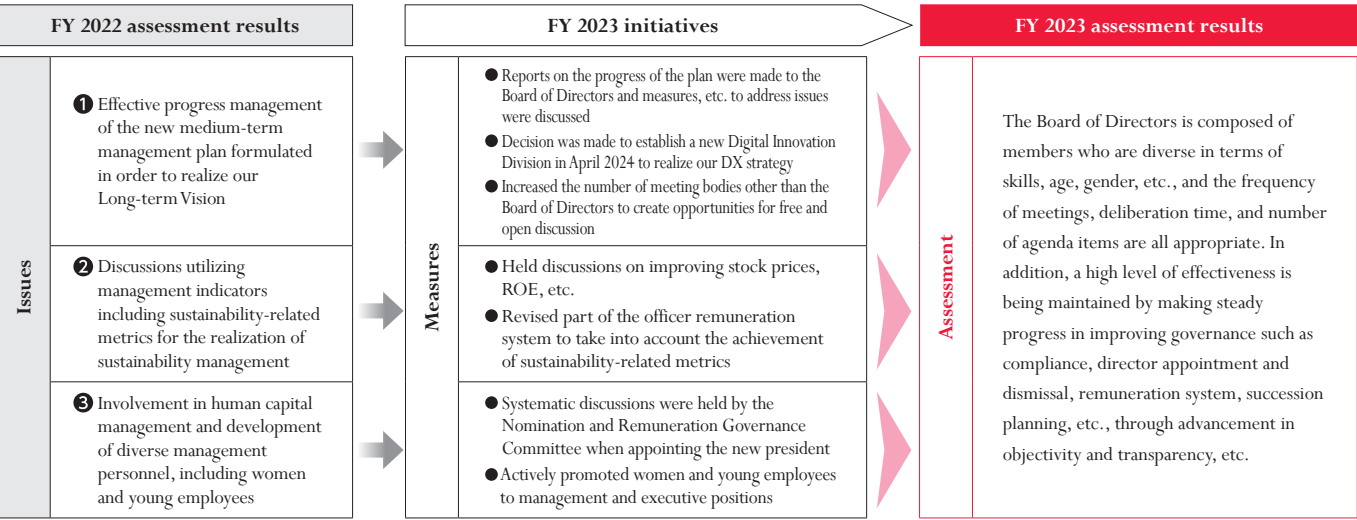 FY 2022 assessment results
FY 2023 initiatives
FY 2023 assessment results
Issues
❶ Effective progress management
of the new medium-term
management plan formulated
in order to realize our
Long-term Vision
❷ Discussions utilizing
management indicators
including sustainability-related
metrics for the realization of
sustainability management
❸ Involvement in human capital
management and development
of diverse management
personnel, including women
and young employees
Measures
● Reports on the progress of the plan were made to the
Board of Directors and measures, etc. to address issues
were discussed
● Decision was made to establish a new Digital Innovation
Division in April 2024 to realize our DX strategy
● Increased the number of meeting bodies other than the
Board of Directors to create opportunities for free and
open discussion
● Held discussions on improving stock prices,
ROE, etc.
● Revised part of the officer remuneration
system to take into account the achievement
of sustainability-related metrics
● Systematic discussions were held by the
Nomination and Remuneration Governance
Committee when appointing the new president
● Actively promoted women and young employees
to management and executive positions
Assessment
The Board of Directors is composed of
members who are diverse in terms of
skills, age, gender, etc., and the frequency
of meetings, deliberation time, and number
of agenda items are all appropriate. In
addition, a high level of effectiveness is
being maintained by making steady
progress in improving governance such as
compliance, director appointment and
dismissal, remuneration system, succession
planning, etc., through advancement in
objectivity and transparency, etc.